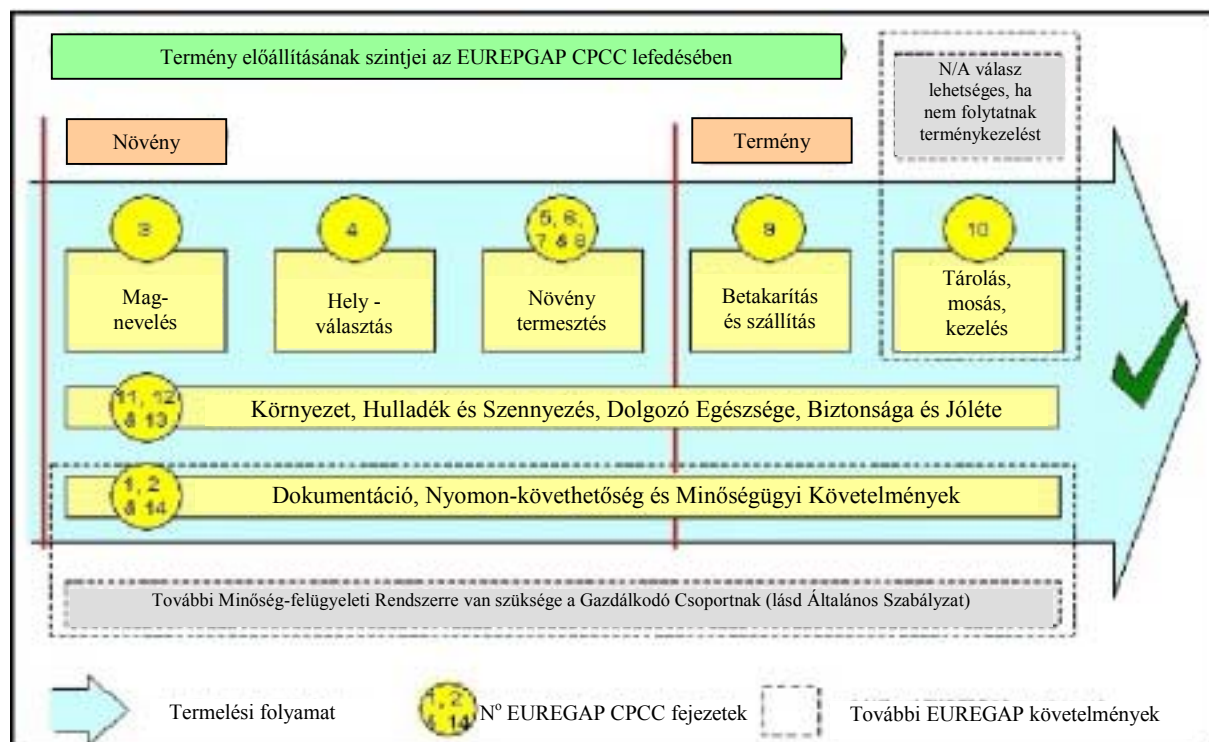 Termény előállításának szintjei az EUREPGAP CPCC lefedésében
N/A válasz
lehetséges, ha
nem folytatnak
terménykezelést
Növény
Termény
3
4
5, 6,
7 & 8
9
10
Mag-
nevelés
Hely -
választás
Növény
termesztés
Betakarítás
és szállítás
Tárolás,
mosás,
kezelés
11, 12
& 13
Környezet, Hulladék és Szennyezés, Dolgozó Egészsége, Biztonsága és Jóléte
1, 2
& 14
Dokumentáció, Nyomon-követhetőség és Minőségügyi Követelmények
További Minőség-felügyeleti Rendszerre van szüksége a Gazdálkodó Csoportnak (lásd Általános Szabályzat)
Termelési folyamat
1, 2
& 14
Nº EUREGAP CPCC fejezetek
További EUREGAP követelmények